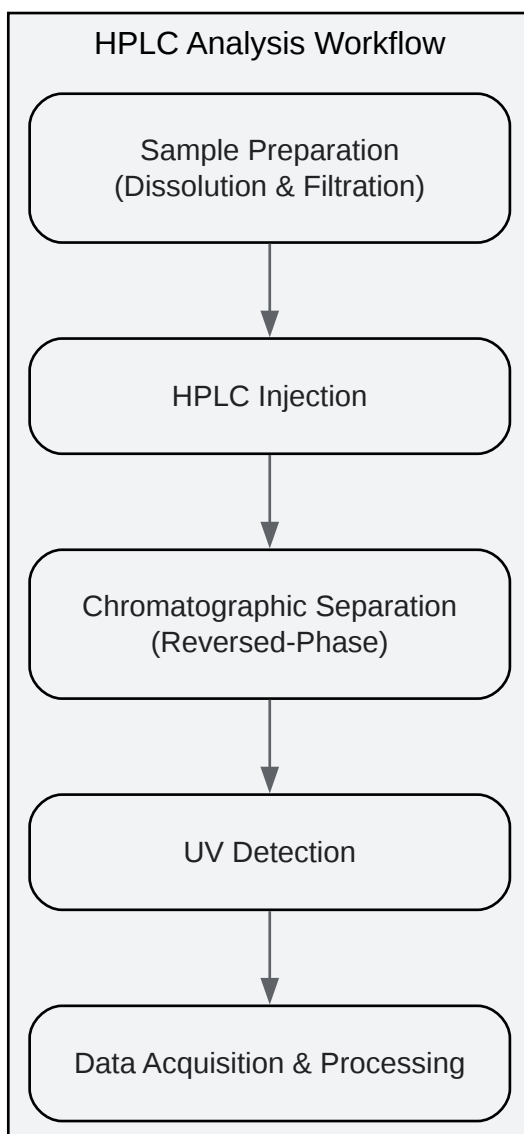 HPLC Analysis Workflow
Sample Preparation
(Dissolution & Filtration)
HPLC Injection
Chromatographic Separation
(Reversed-Phase)
UV Detection
Data Acquisition & Processing